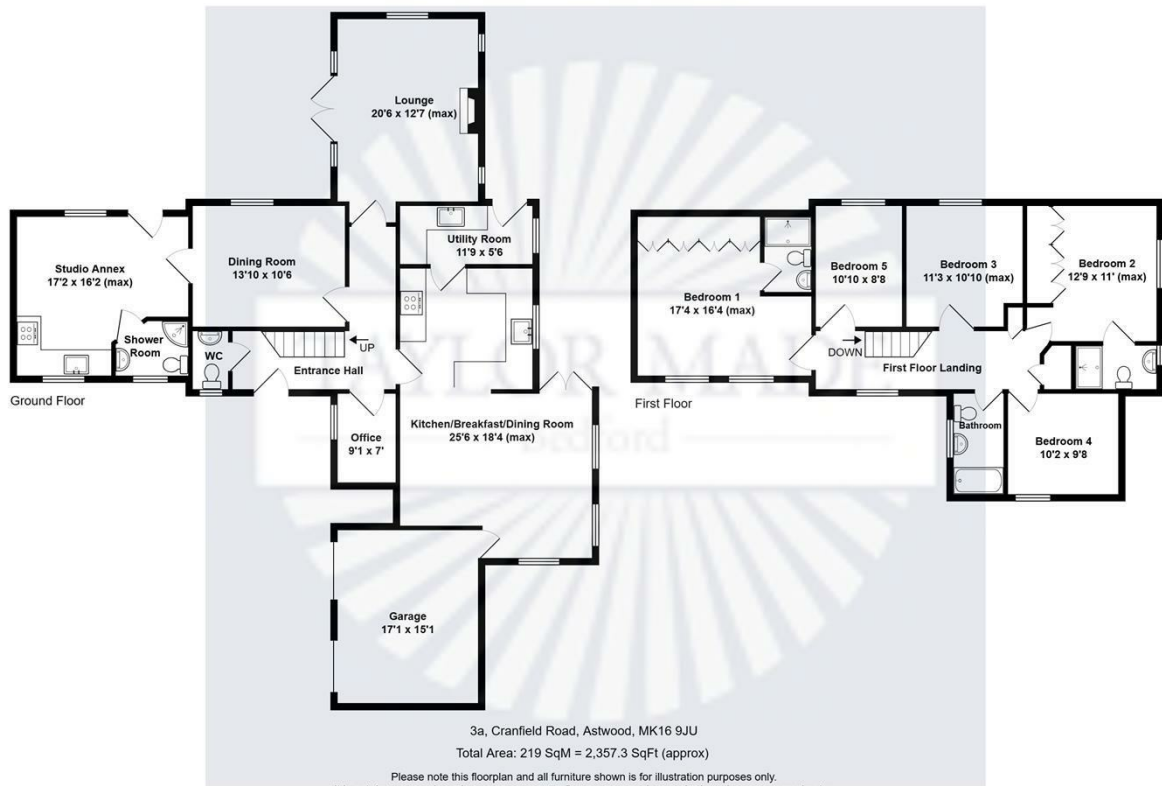 Lounge
20'6 x 12'7 (max)
Utility Room
11'9 x 5'6
Dining Room
13'10 x 10'6
Studio Annex
17'2 x 16'2 (max)
Shower
Room
WC
UP
Entrance Hall
Ground Floor
Office
9'1 x 7'
Kitchen/Breakfast/Dining Room
25'6 x 18'4 (max)
Garage
17'1 x 15'1
Bedroom 1
17'4 x 16'4 (max)
Bedroom 5
10'10 x 8'8
Bedroom 3
11'3 x 10'10 (max)
Bedroom 2
12'9 x 11' (max)
DOWN
First Floor Landing
First Floor
Bathroom
Bedroom 4
10'2 x 9'8
TAYLOR MADE
Bedford
3a, Cranfield Road, Astwood, MK16 9JU
Total Area: 219 SqM = 2,357.3 SqFt (approx)
Please note this floorplan and all furniture shown is for illustration purposes only.